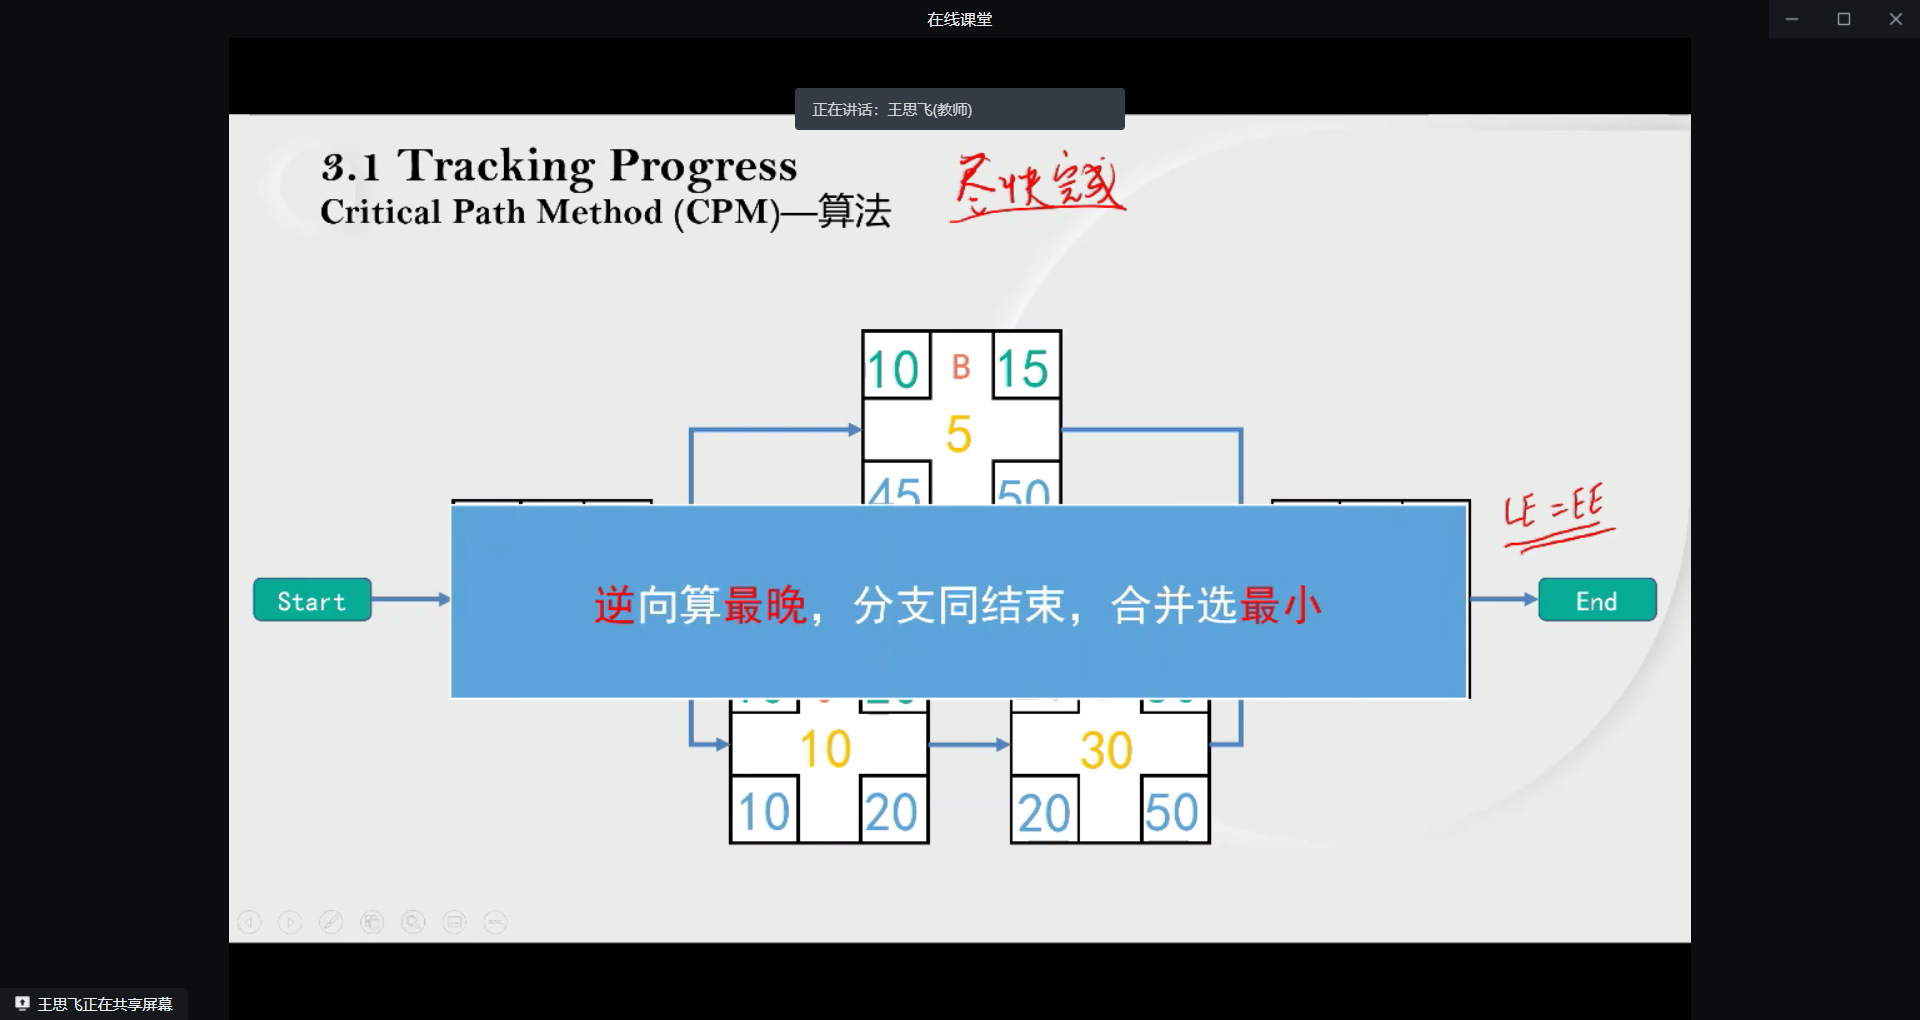 在线课堂
正在讲话：王思飞(教师)
3.1 Tracking Progress
尽快完成
Critical Path Method (CPM)—算法
10 B 15
5
45 50
LE=EE
Start
逆向算最晚，分支同结束，合并选最小
End
10 30
10 20 20 50
王思飞正在共享屏幕